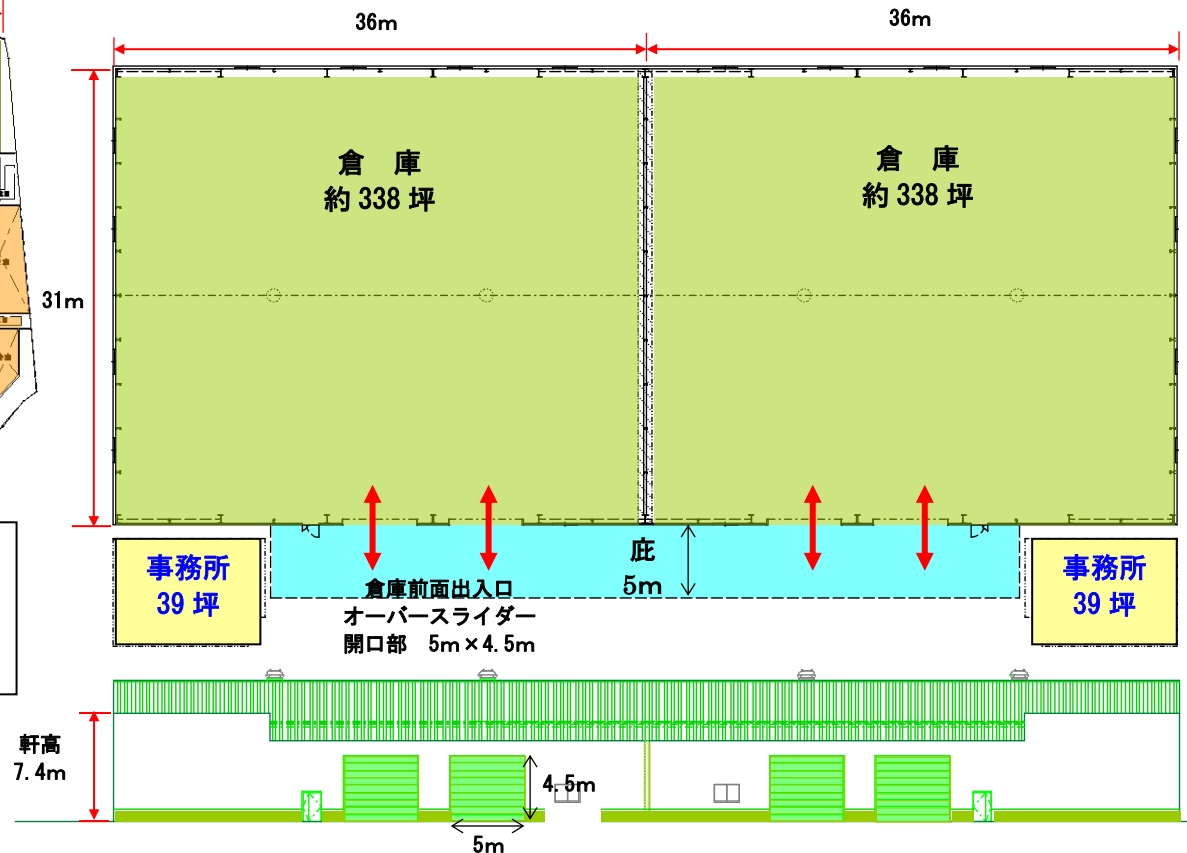 36m
36m
倉 庫
約 338 坪
倉 庫
約 338 坪
31m
庇
5m
事務所
39 坪
事務所
39 坪
倉庫前面出入口
オーバースライダー
開口部 5m×4.5m
軒高
7.4m
4.5m
5m